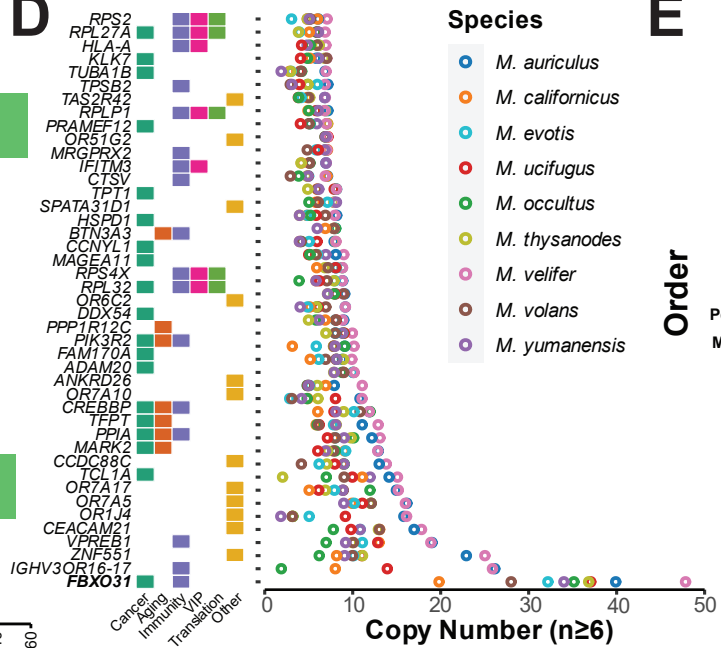 D
E
RPS2
RPL27A
HLA-A
KLK7
TUBA1B
TPSB2
TAS2R42
RPLP1
PRAMEF12
OR51G2
MRGPRX2
IFITM3
CTSV
TPT1
SPATA31D1
HSPD1
BTN3A3
CCNYL1
MAGEA11
RPS4X
RPL32
OR6C2
DDX54
PPP1R12C
PIK3R2
FAM170A
ADAM20
ANKRD26
OR7A10
CREBBP
TFPT
PPIA
MARK2
CCDC88C
TCL1A
OR7A17
OR7A5
OR1J4
CEACAM21
VPREB1
ZNF551
IGHV3OR16-17
FBXO31
Cancer
Aging
Immunity
VIP
Translation
Other
0 10 20 30 40 50
Copy Number (n≥6)
Species
M. auriculus
M. californicus
M. evotis
M. ucifugus
M. occultus
M. thysanodes
M. velifer
M. volans
M. yumanensis
Order
M
60